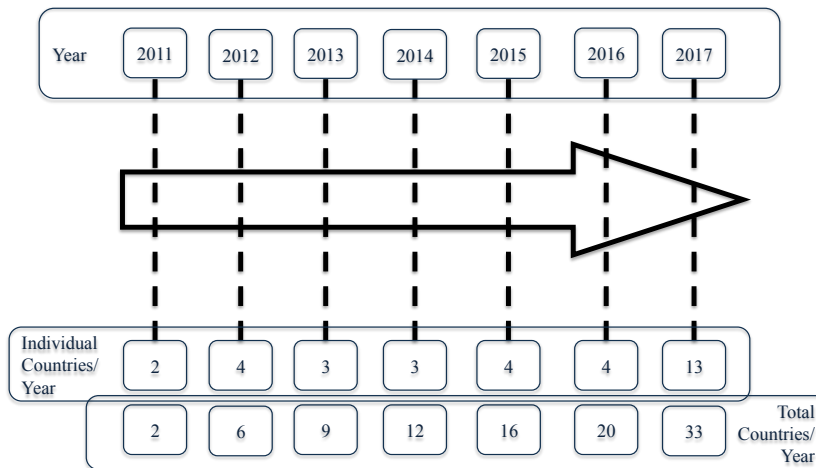 Year 2011 2012 2013 2014 2015 2016 2017
Individual
Countries/
Year
2 4 3 3 4 4 13
2 6 9 12 16 20 33
Total
Countries/
Year